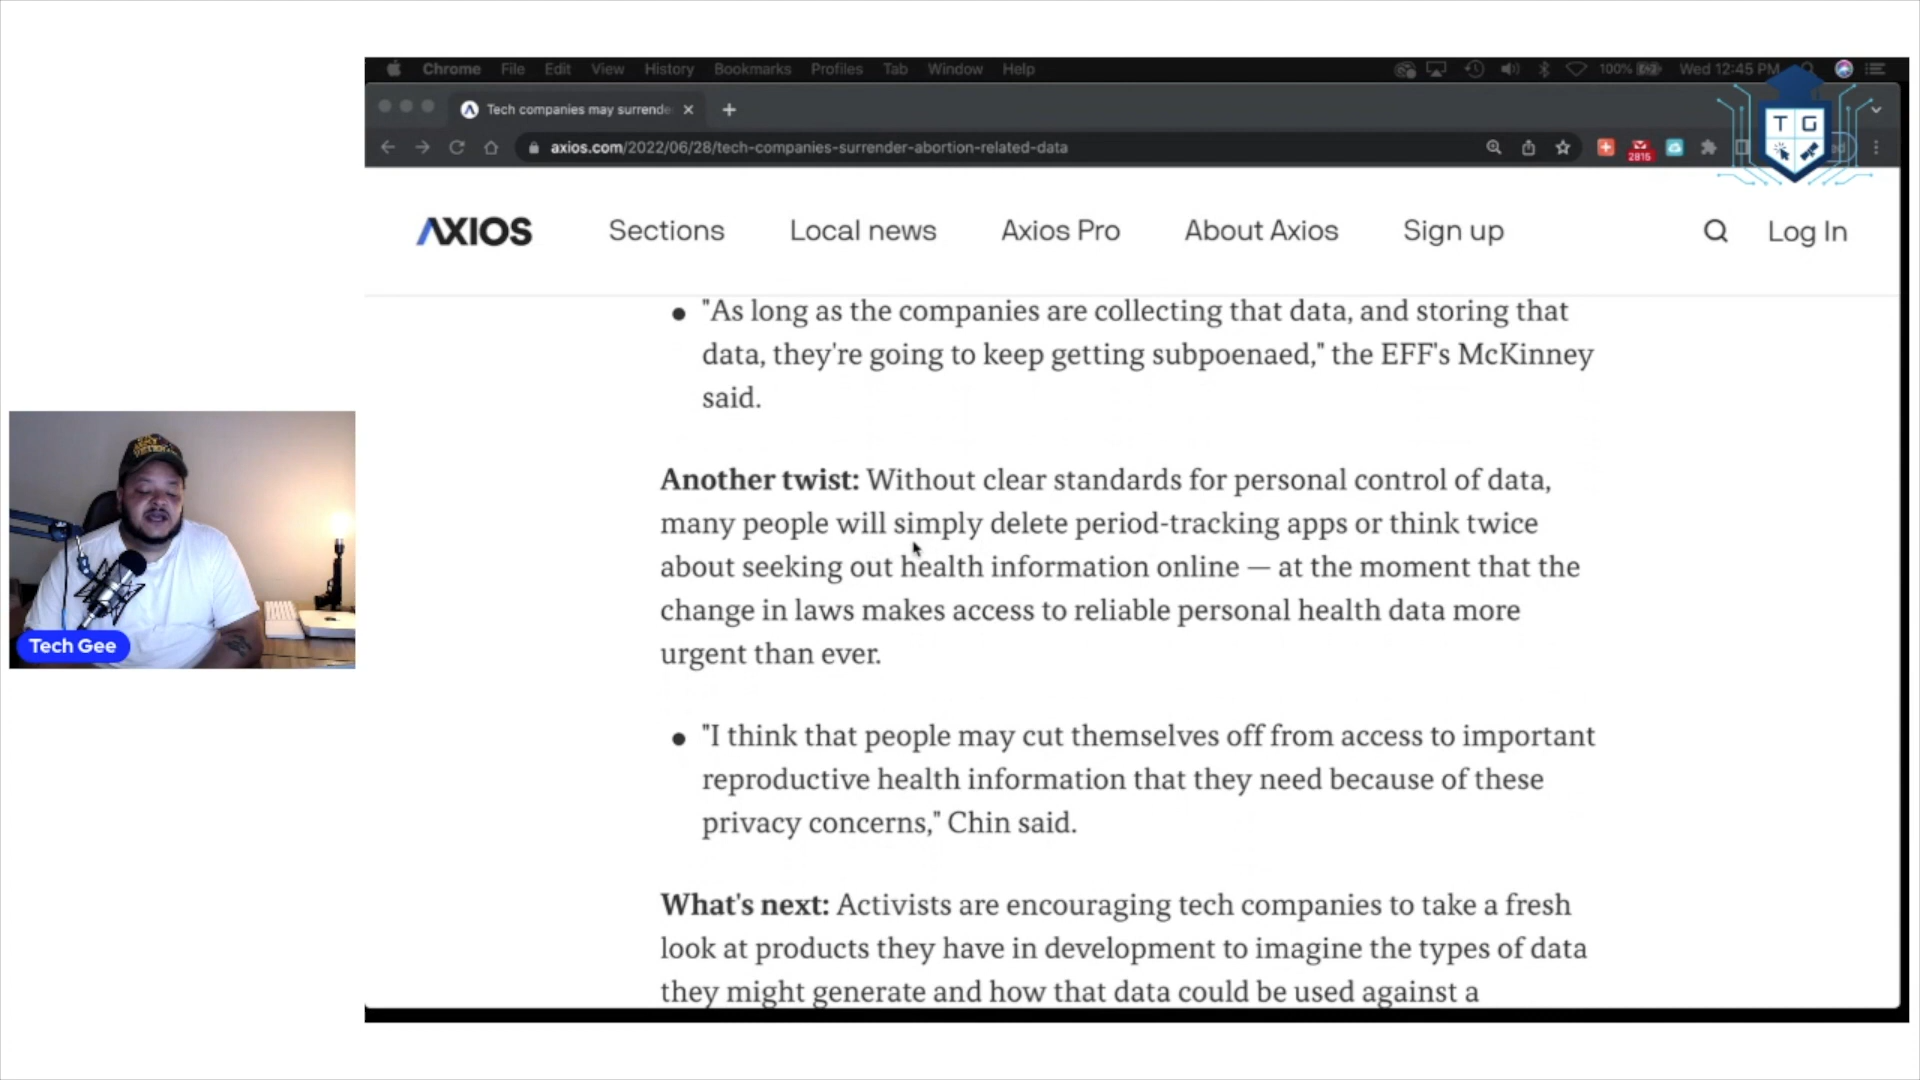 Chrome File Edit View History Bookmarks Profiles Tab Window Help 100% Wed 12:45 PM
Tech companies may surrende
axios.com/2022/06/28/tech-companies-surrender-abortion-related-data
2815
T G
AXIOS Sections Local news Axios Pro About Axios Sign up Log In
• "As long as the companies are collecting that data, and storing that
data, they're going to keep getting subpoenaed," the EFF's McKinney
said.
Another twist: Without clear standards for personal control of data,
many people will simply delete period-tracking apps or think twice
about seeking out health information online — at the moment that the
change in laws makes access to reliable personal health data more
urgent than ever.
• "I think that people may cut themselves off from access to important
reproductive health information that they need because of these
privacy concerns," Chin said.
What's next: Activists are encouraging tech companies to take a fresh
look at products they have in development to imagine the types of data
they might generate and how that data could be used against a
Tech Gee